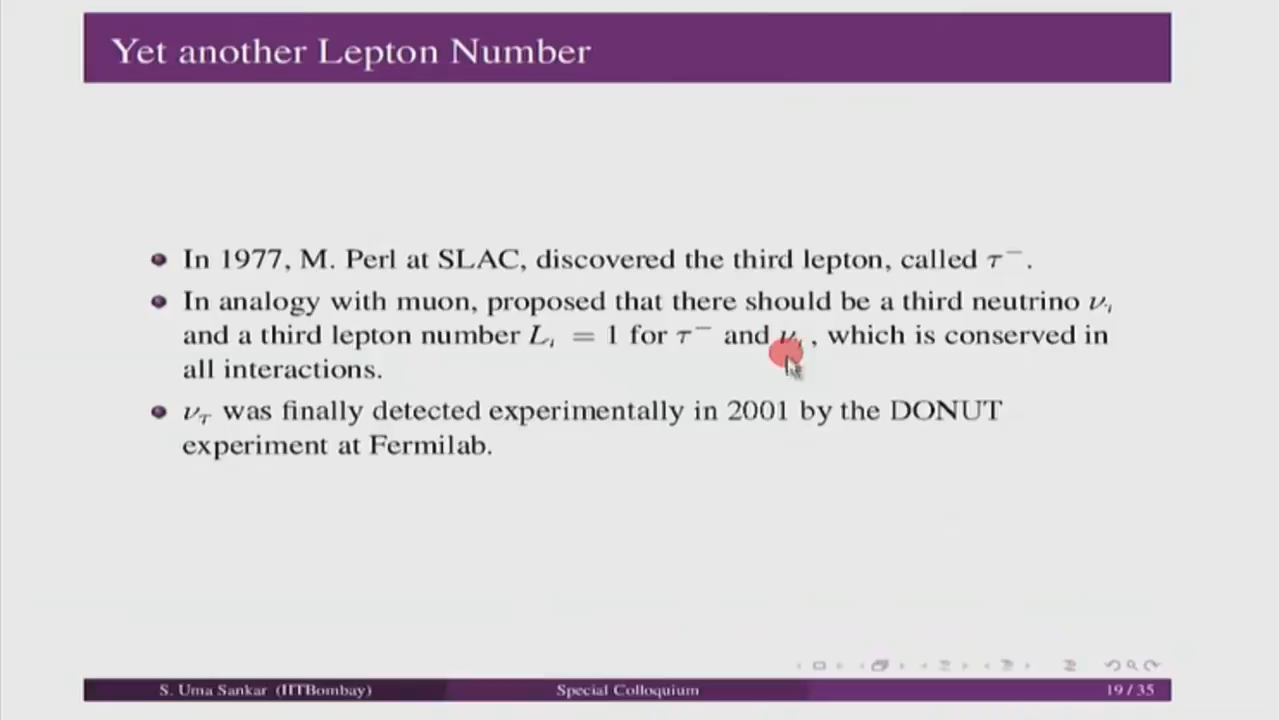 Yet another Lepton Number
In 1977, M. Perl at SLAC, discovered the third lepton, called τ⁻.
In analogy with muon, proposed that there should be a third neutrino ν
and a third lepton number L = 1 for τ⁻ and ν , which is conserved in
all interactions.
ντ was finally detected experimentally in 2001 by the DONUT
experiment at Fermilab.
S. Uma Sankar (IITBombay)
Special Colloquium
19 / 35